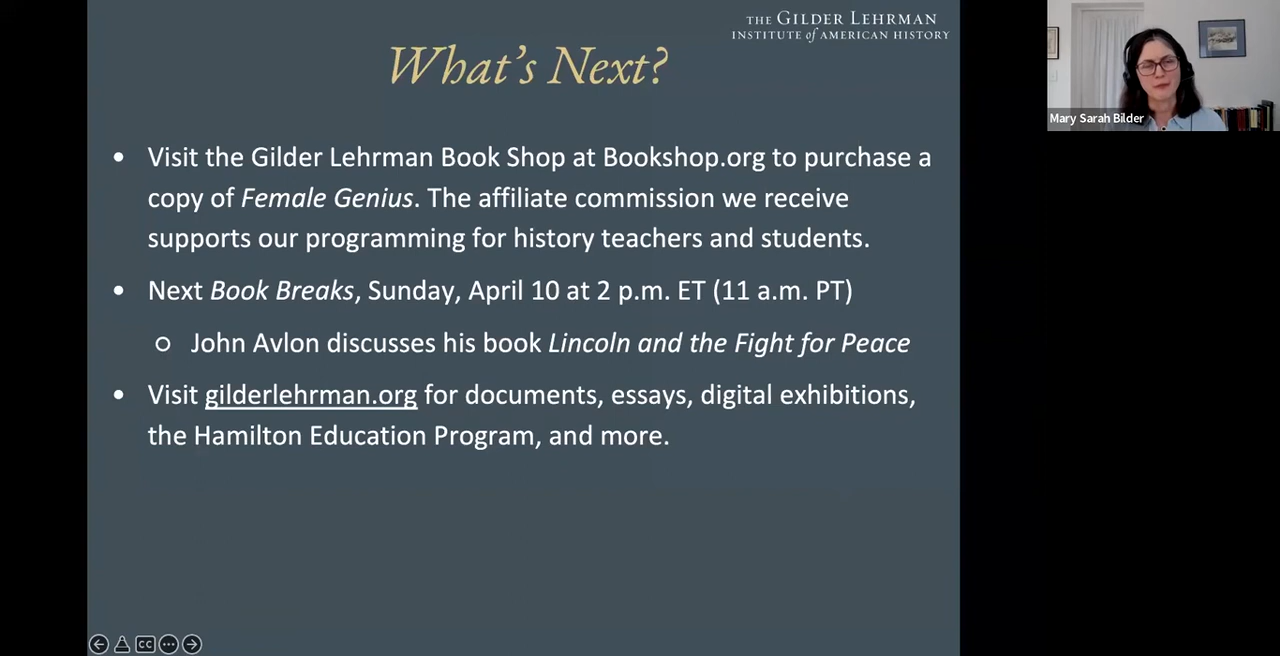 THE GILDER LEHRMAN
INSTITUTE of AMERICAN HISTORY
What's Next?
• Visit the Gilder Lehrman Book Shop at Bookshop.org to purchase a
copy of Female Genius. The affiliate commission we receive
supports our programming for history teachers and students.
• Next Book Breaks, Sunday, April 10 at 2 p.m. ET (11 a.m. PT)
○ John Avlon discusses his book Lincoln and the Fight for Peace
• Visit gilderlehrman.org for documents, essays, digital exhibitions,
the Hamilton Education Program, and more.
Mary Sarah Bilder
CC